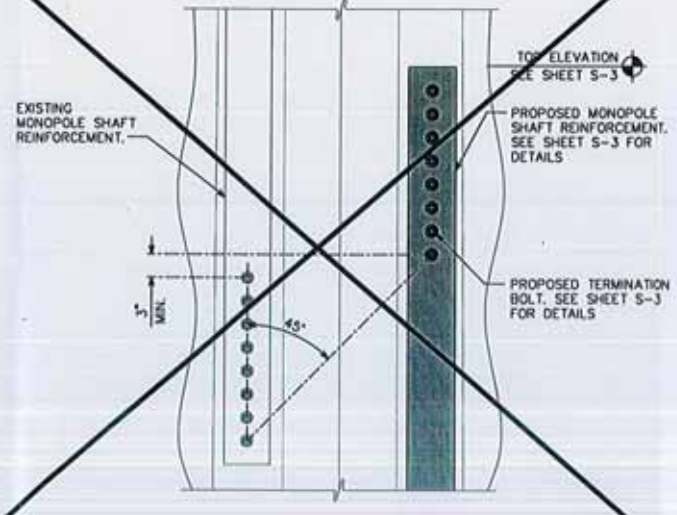 TOP ELEVATION
SEE SHEET S-3
EXISTING
MONOPOLE SHAFT
REINFORCEMENT.
PROPOSED MONOPOLE
SHAFT REINFORCEMENT.
SEE SHEET S-3 FOR
DETAILS
3"
MIN.
45°
PROPOSED TERMINATION
BOLT. SEE SHEET S-3
FOR DETAILS